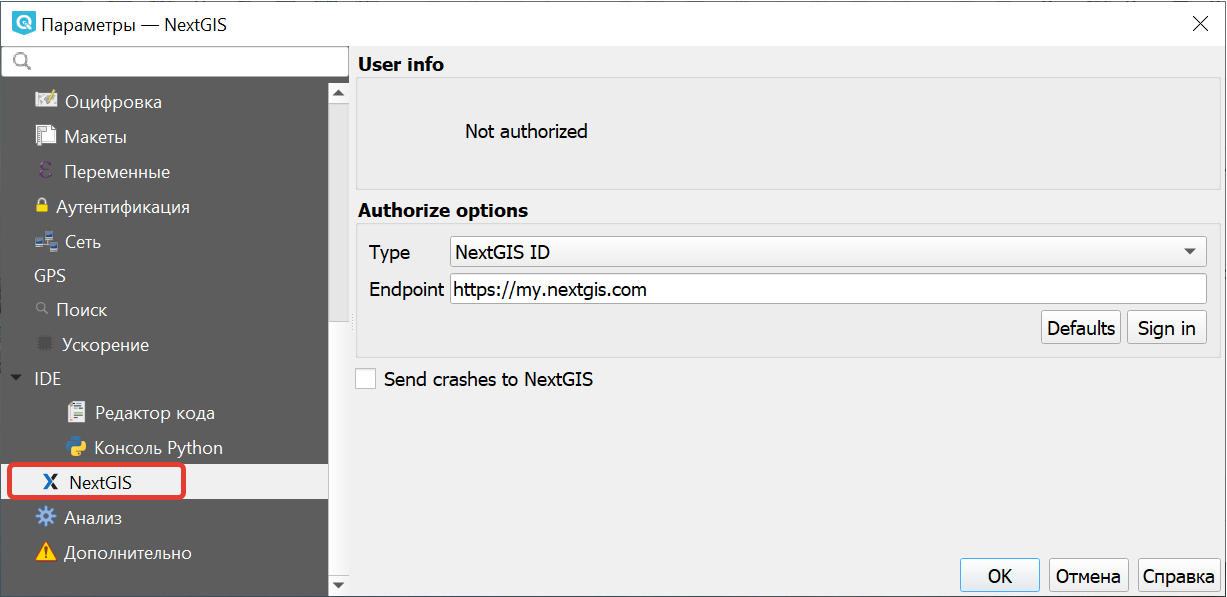 Параметры — NextGIS
Оцифровка
Макеты
Переменные
Аутентификация
Сеть
GPS
Поиск
Ускорение
IDE
Редактор кода
Консоль Python
NextGIS
Анализ
Дополнительно
User info
Not authorized
Authorize options
Type NextGIS ID
Endpoint https://my.nextgis.com
Defaults Sign in
Send crashes to NextGIS
OK Отмена Справка